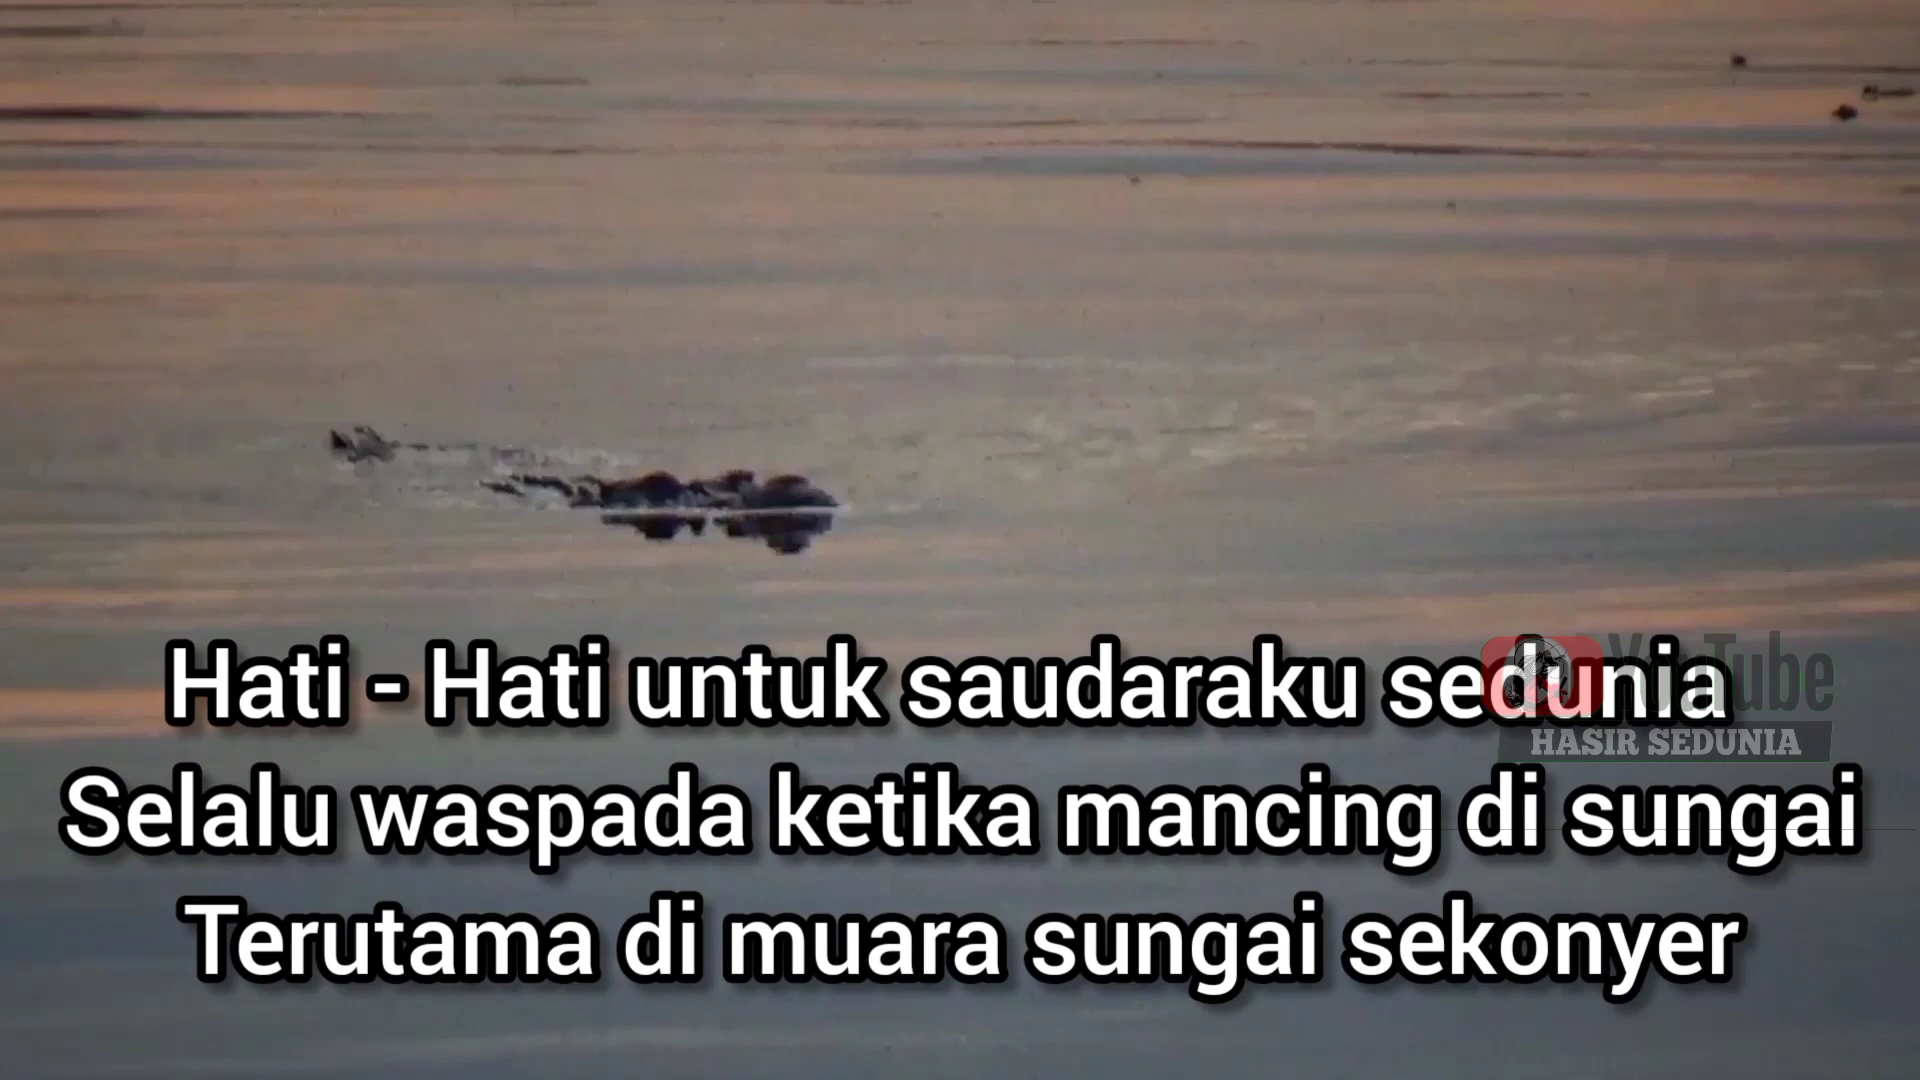 Hati - Hati untuk saudaraku sedunia
YouTube
HASIR SEDUNIA
Selalu waspada ketika mancing di sungai
Terutama di muara sungai sekonyer